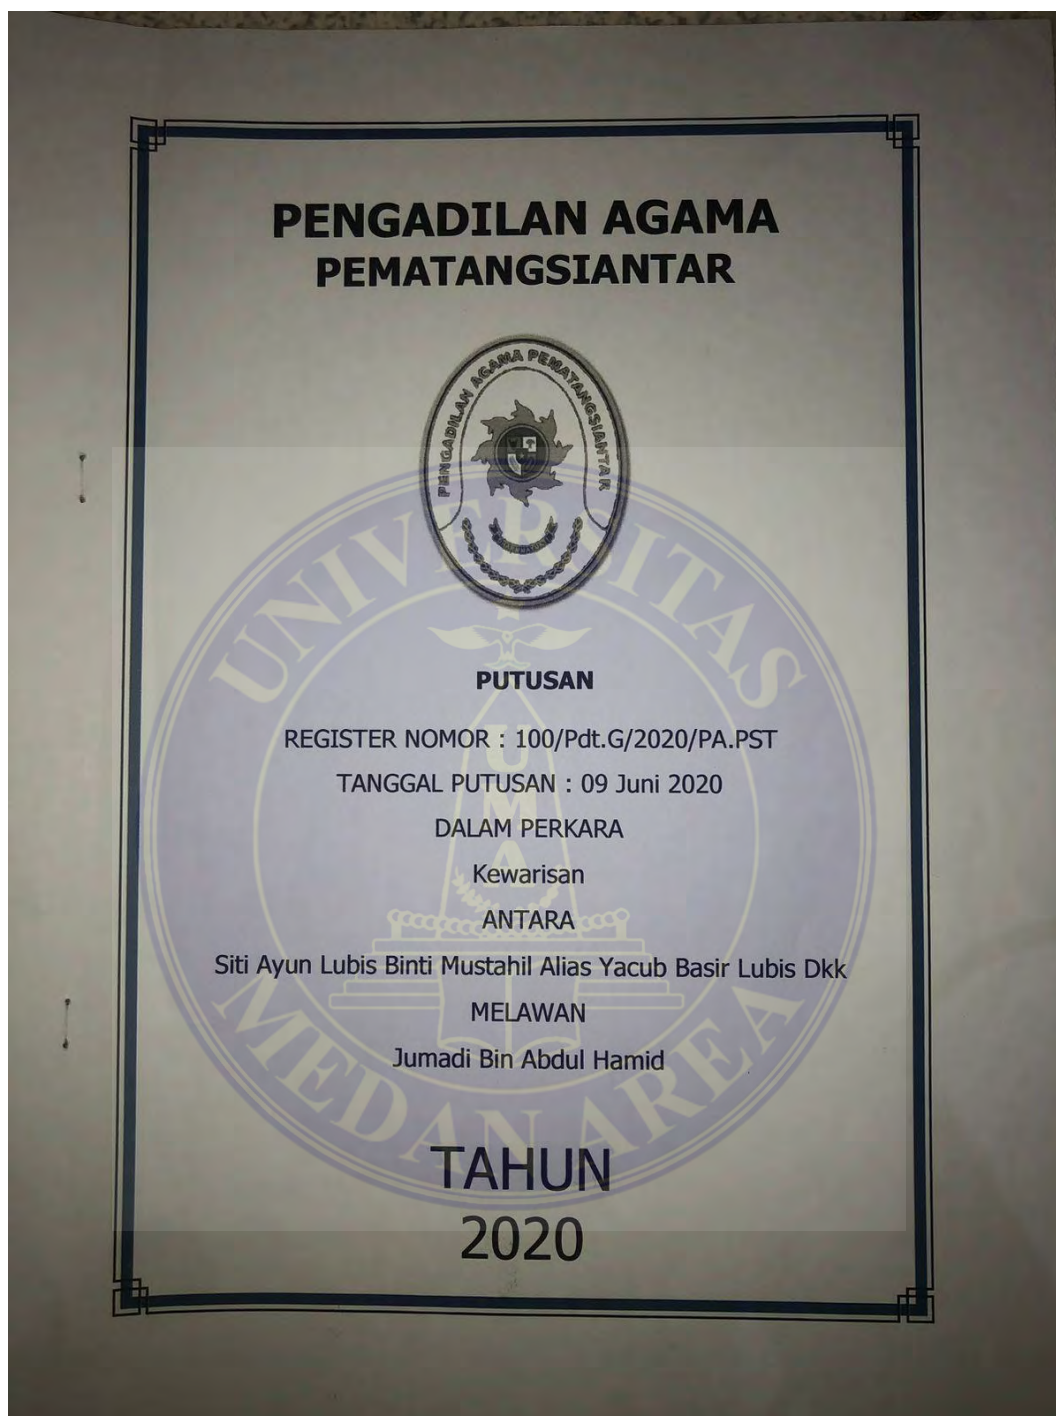 PENGADILAN AGAMA
PEMATANGSIANTAR
PENGADILAN AGAMA PEMATANGSIANTAR
PUTUSAN
REGISTER NOMOR : 100/Pdt.G/2020/PA.PST
TANGGAL PUTUSAN : 09 Juni 2020
DALAM PERKARA
Kewarisan
ANTARA
Siti Ayun Lubis Binti Mustahil Alias Yacub Basir Lubis Dkk
MELAWAN
Jumadi Bin Abdul Hamid
TAHUN
2020
UNIVERSITAS
UMA
MEDAN AREA